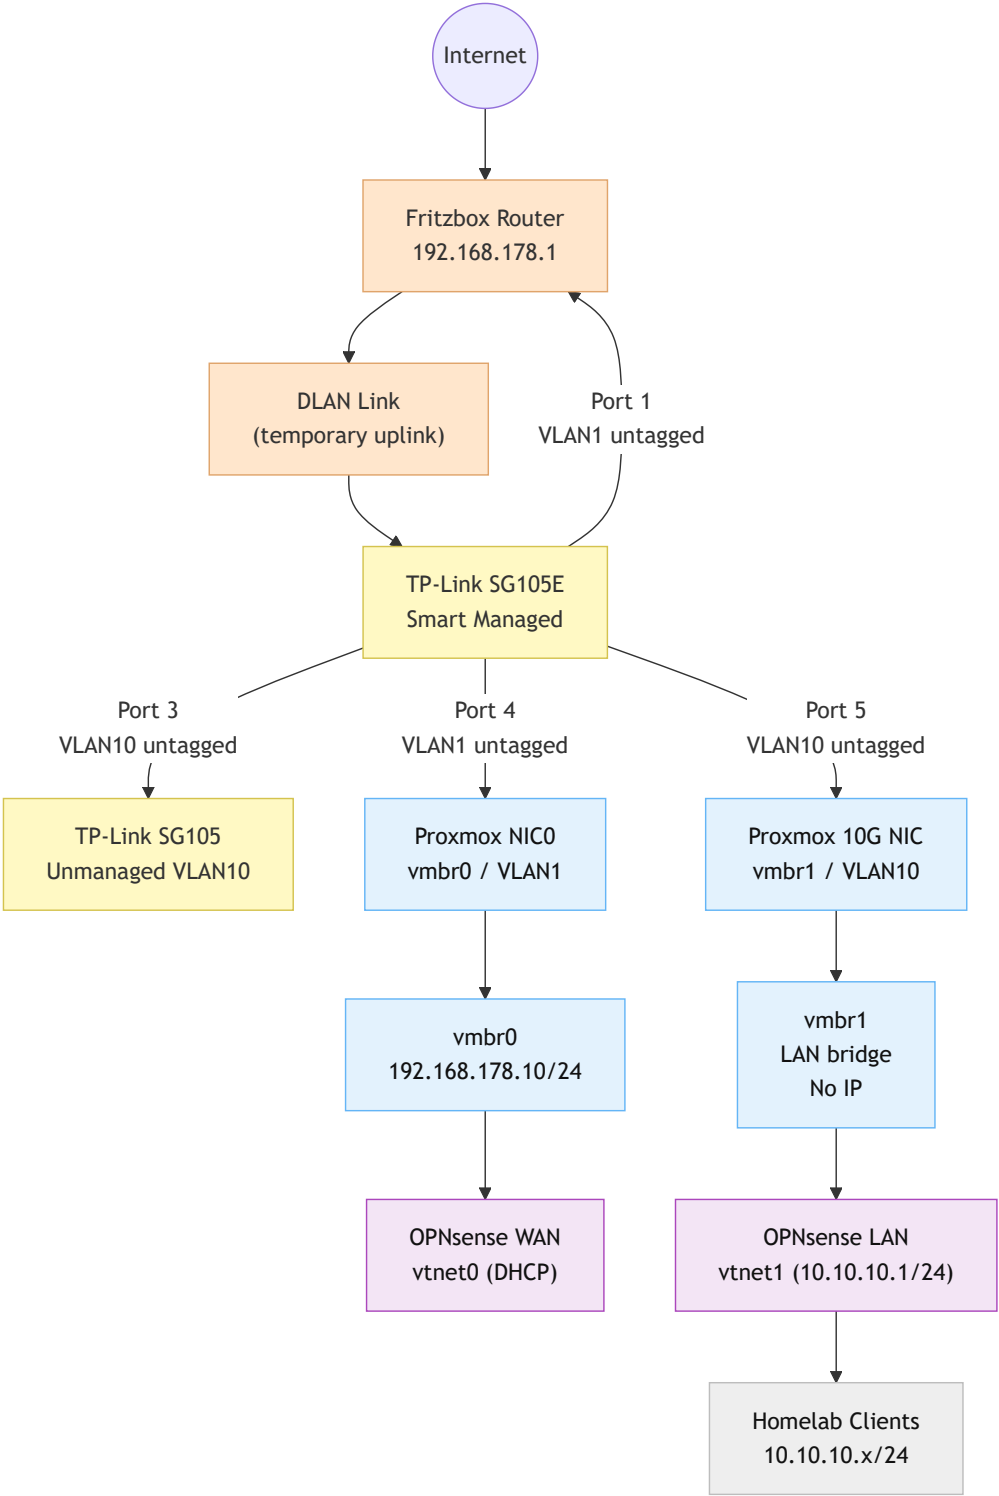 Internet
Fritzbox Router
192.168.178.1
DLAN Link
(temporary uplink)
Port 1
VLAN1 untagged
TP-Link SG105E
Smart Managed
Port 3
VLAN10 untagged
Port 4
VLAN1 untagged
Port 5
VLAN10 untagged
TP-Link SG105
Unmanaged VLAN10
Proxmox NIC0
vmbr0 / VLAN1
Proxmox 10G NIC
vmbr1 / VLAN10
vmbr0
192.168.178.10/24
vmbr1
LAN bridge
No IP
OPNsense WAN
vtnet0 (DHCP)
OPNsense LAN
vtnet1 (10.10.10.1/24)
Homelab Clients
10.10.10.x/24